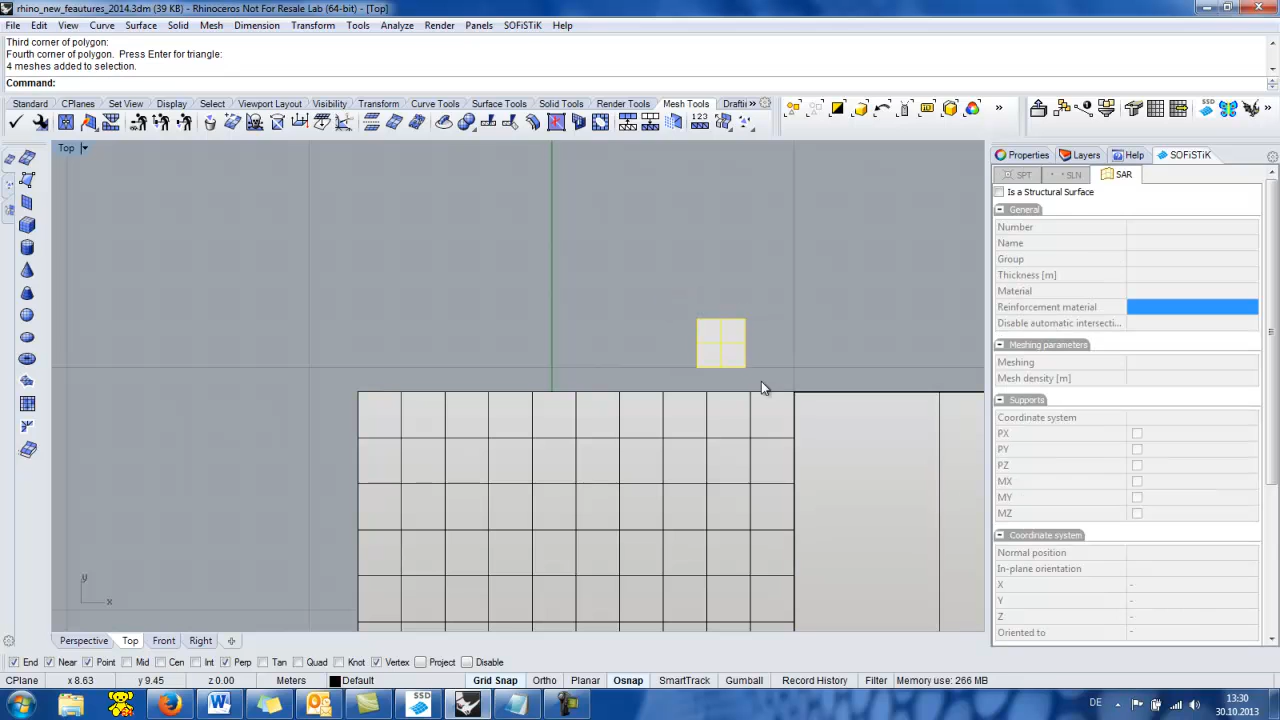 rhino_new_feautures_2014.3dm (39 KB) - Rhinoceros Not For Resale Lab (64-bit) - [Top]
File Edit View Curve Surface Solid Mesh Dimension Transform Tools Analyze Render Panels SOFiSTiK Help
Third corner of polygon:
Fourth corner of polygon. Press Enter for triangle:
4 meshes added to selection.
Command:
Standard CPlanes Set View Display Select Viewport Layout Visibility Transform Curve Tools Surface Tools Solid Tools Render Tools Mesh Tools Draftir »
123
SSD
Top
Properties Layers Help SOFiSTiK
SPT SLN SAR
Is a Structural Surface
General
Number
Name
Group
Thickness [m]
Material
Reinforcement material
Disable automatic intersecti...
Meshing parameters
Meshing
Mesh density [m]
Supports
Coordinate system
PX
PY
PZ
MX
MY
MZ
Coordiniate system
Normal position
In-plane orientation
X -
Y -
Z -
Oriented to -
y
x
Perspective Top Front Right
End Near Point Mid Cen Int Perp Tan Quad Knot Vertex Project Disable
CPlane x 8.63 y 9.45 z 0.00 Meters Default Grid Snap Ortho Planar Osnap SmartTrack Gumball Record History Filter Memory use: 266 MB
SSD
DE
13:30
30.10.2013